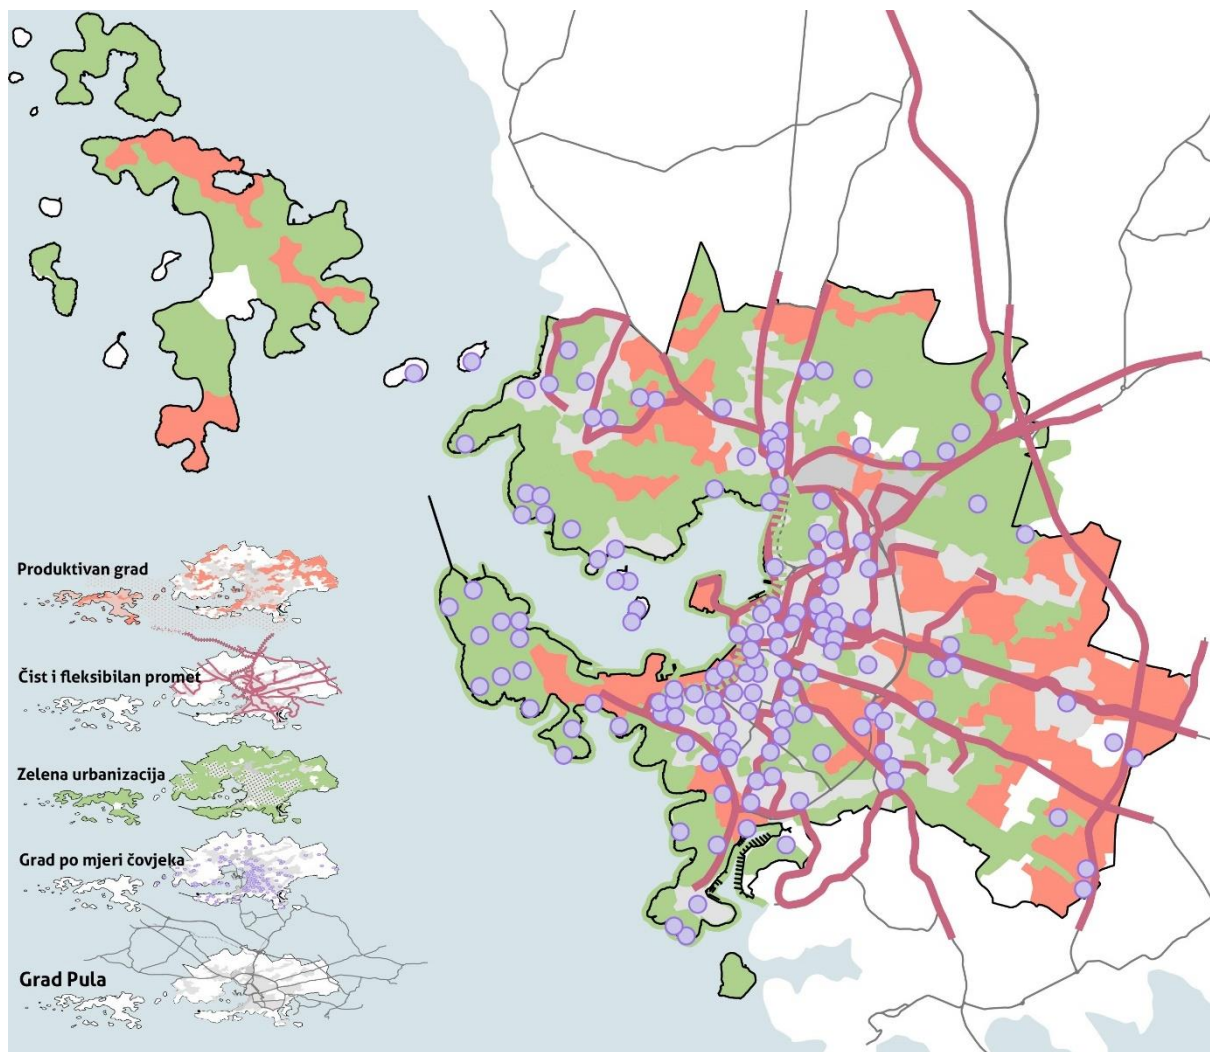 Produktivan grad
Čist i fleksibilan promet
Zelena urbanizacija
Grad po mjeri čovjeka
Grad Pula